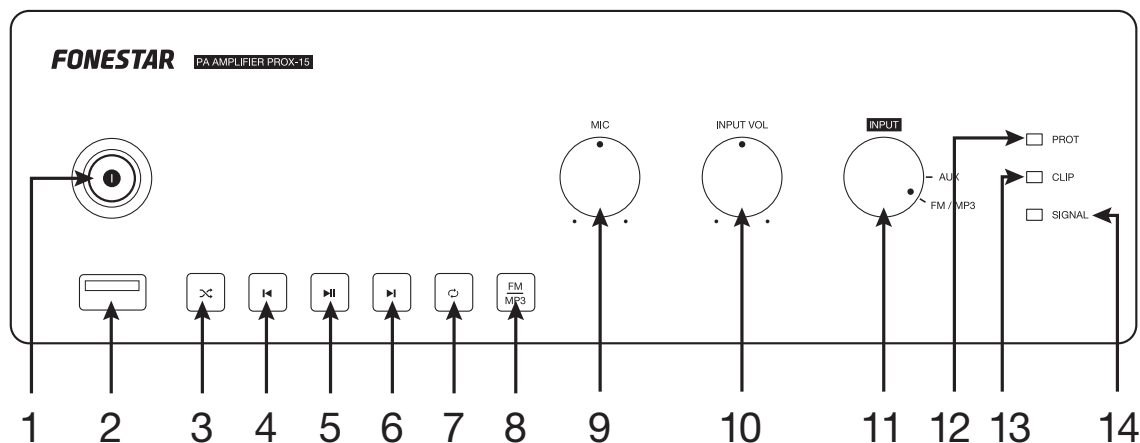 FONESTAR PA AMPLIFIER PROX-15
MIC INPUT VOL INPUT
PROT
AUX CLIP
FM / MP3
SIGNAL
FM
MP3
1 2 3 4 5 6 7 8 9 10 11 12 13 14